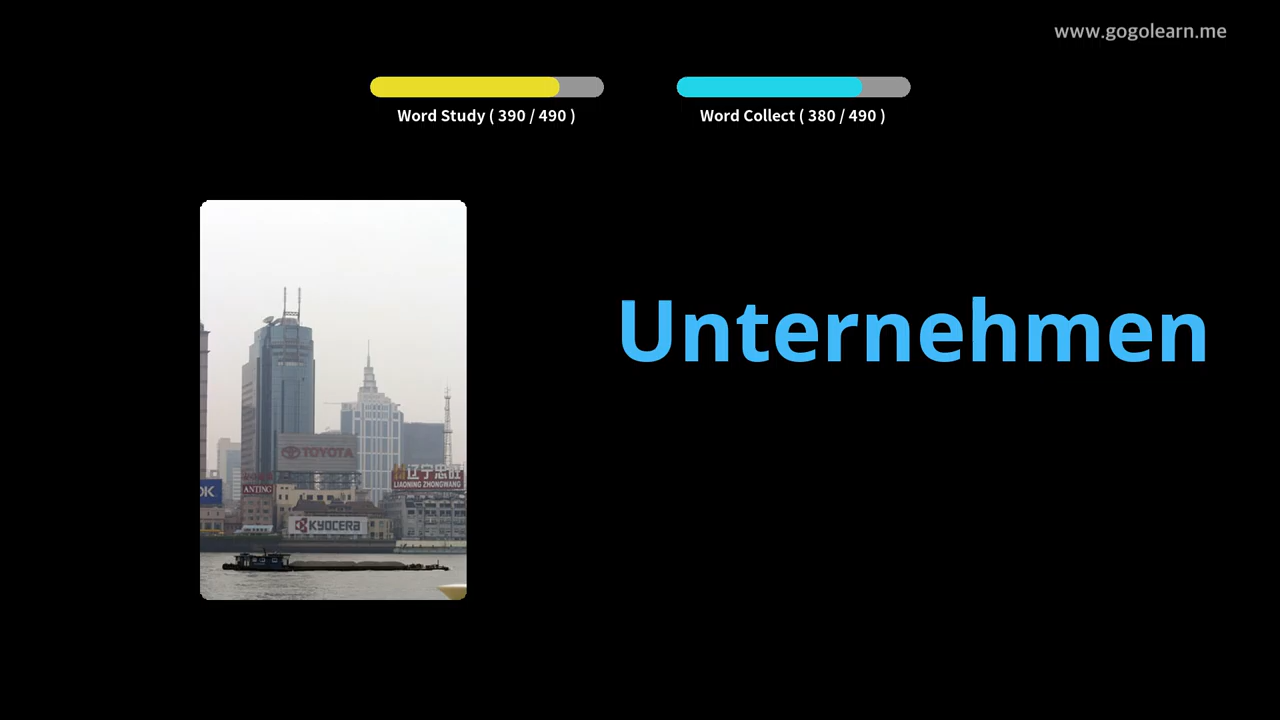 www.gogolearn.me
Word Study ( 390 / 490 )
Word Collect ( 380 / 490 )
Unternehmen
TOYOTA
辽宁忠旺
LIAONING ZHONGWANG
OK
ANTING
KYOCERA